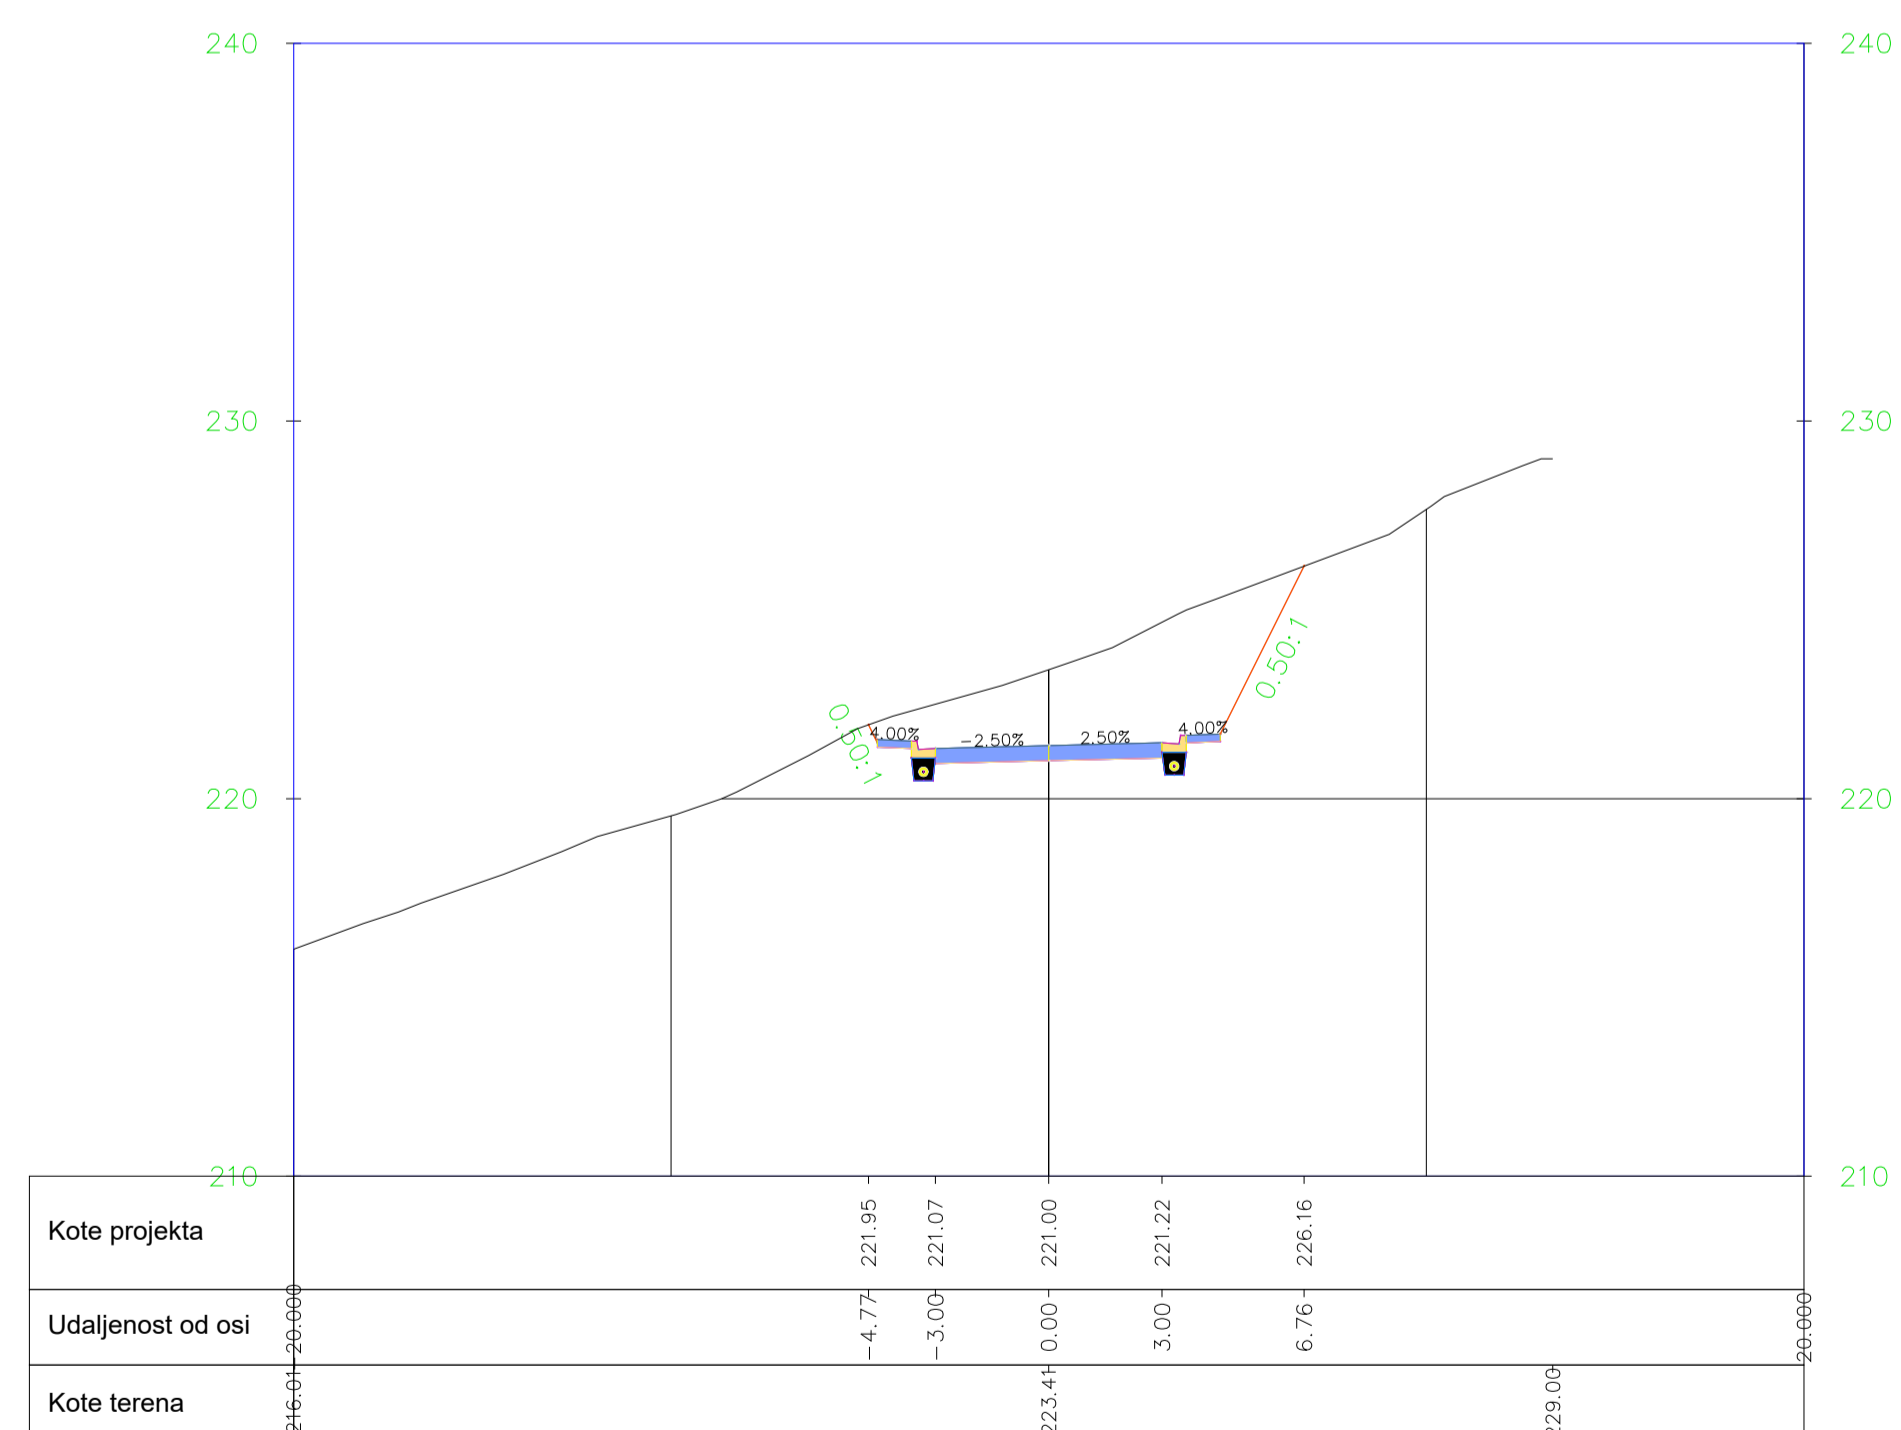 240 240
230 230
0.50:1
0.50:1
4.00% -2.50% 2.50% 4.00%
220 220
210 210
Kote projekta 221.95 221.07 221.00 221.22 226.16
Udaljenost od osi -20.000 -4.77 -3.00 0.00 3.00 6.76 20.000
Kote terena 216.01 223.41 229.00